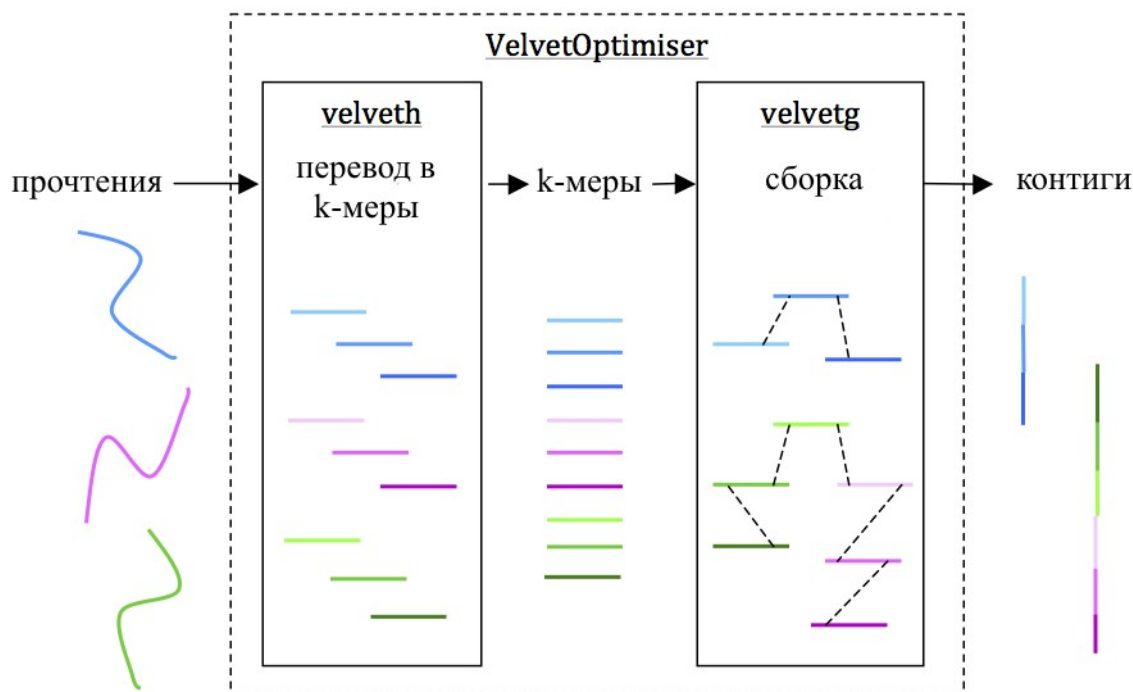 VelvetOptimiser
velveth
velvetg
прочтения
перевод в
k-меры
k-меры
сборка
контиги